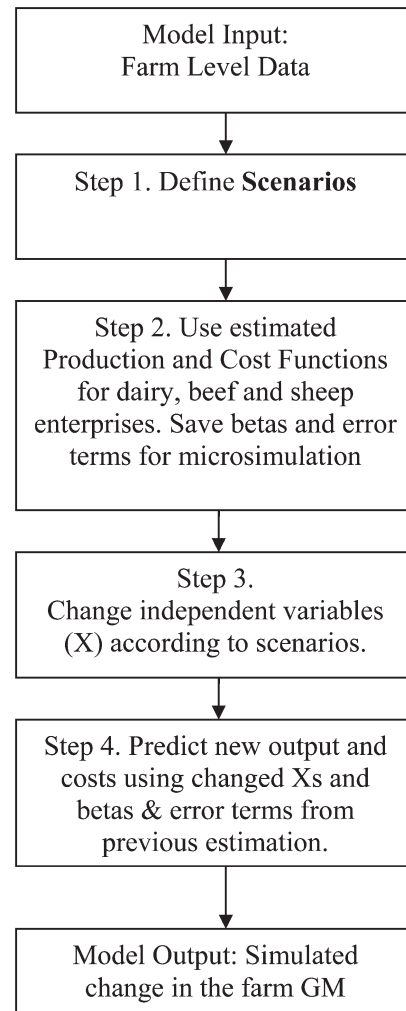 Model Input:
Farm Level Data
Step 1. Define Scenarios
Step 2. Use estimated
Production and Cost Functions
for dairy, beef and sheep
enterprises. Save betas and error
terms for microsimulation
Step 3.
Change independent variables
(X) according to scenarios.
Step 4. Predict new output and
costs using changed Xs and
betas & error terms from
previous estimation.
Model Output: Simulated
change in the farm GM